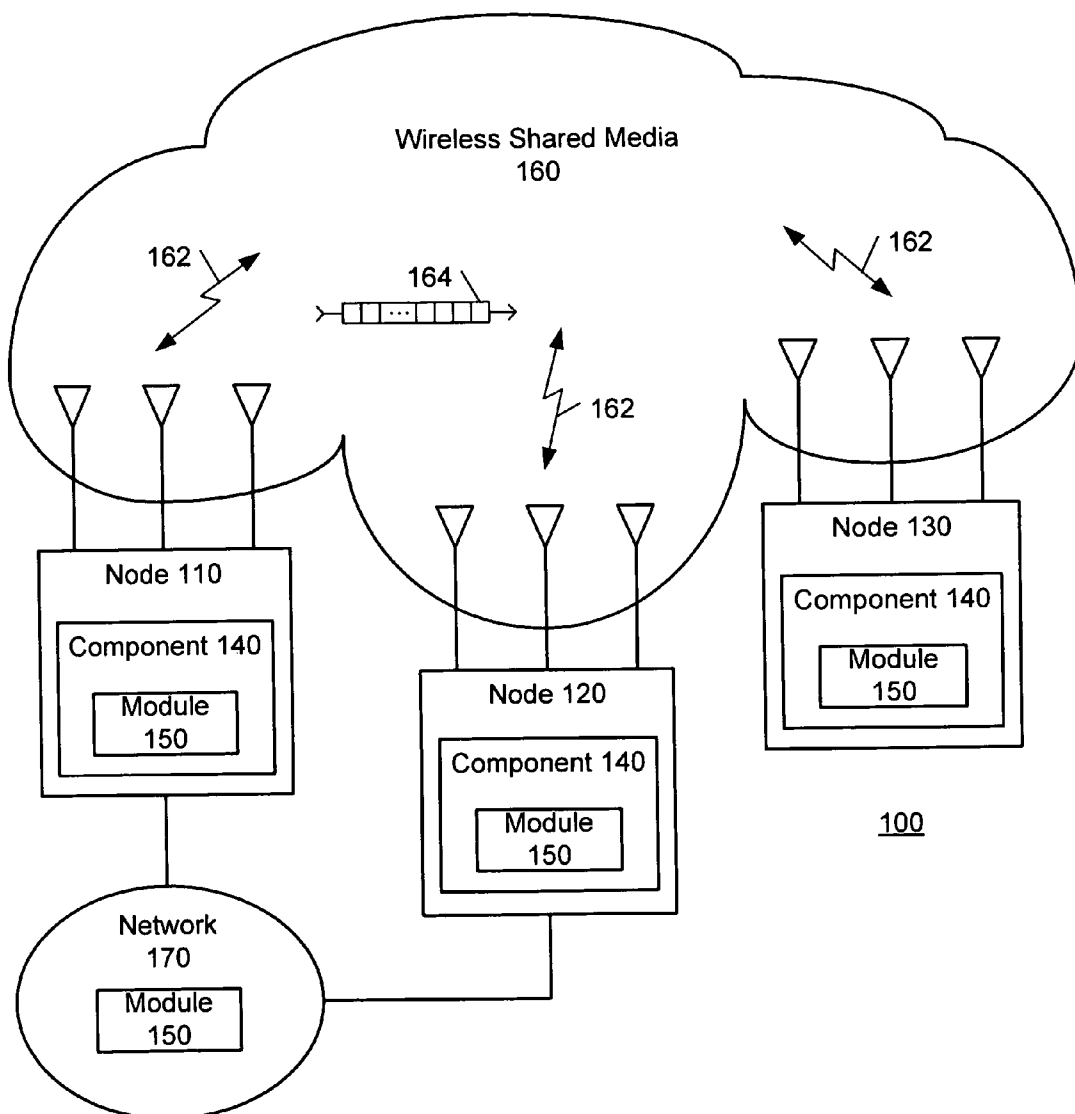 Wireless Shared Media
160
162
164
162
162
Node 110
Component 140
Module
150
Node 120
Component 140
Module
150
Node 130
Component 140
Module
150
100
Network
170
Module
150